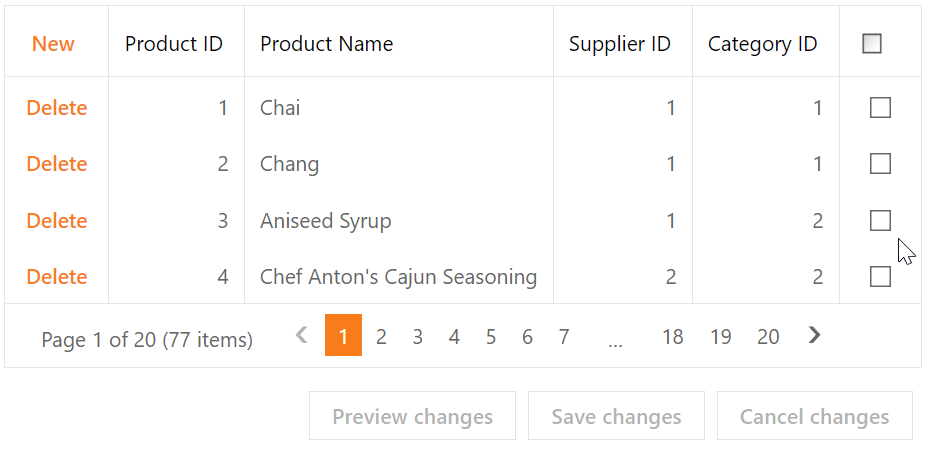 New Product ID Product Name Supplier ID Category ID
Delete 1 Chai 1 1
Delete 2 Chang 1 1
Delete 3 Aniseed Syrup 1 2
Delete 4 Chef Anton's Cajun Seasoning 2 2
Page 1 of 20 (77 items) 1 2 3 4 5 6 7 ... 18 19 20
Preview changes Save changes Cancel changes